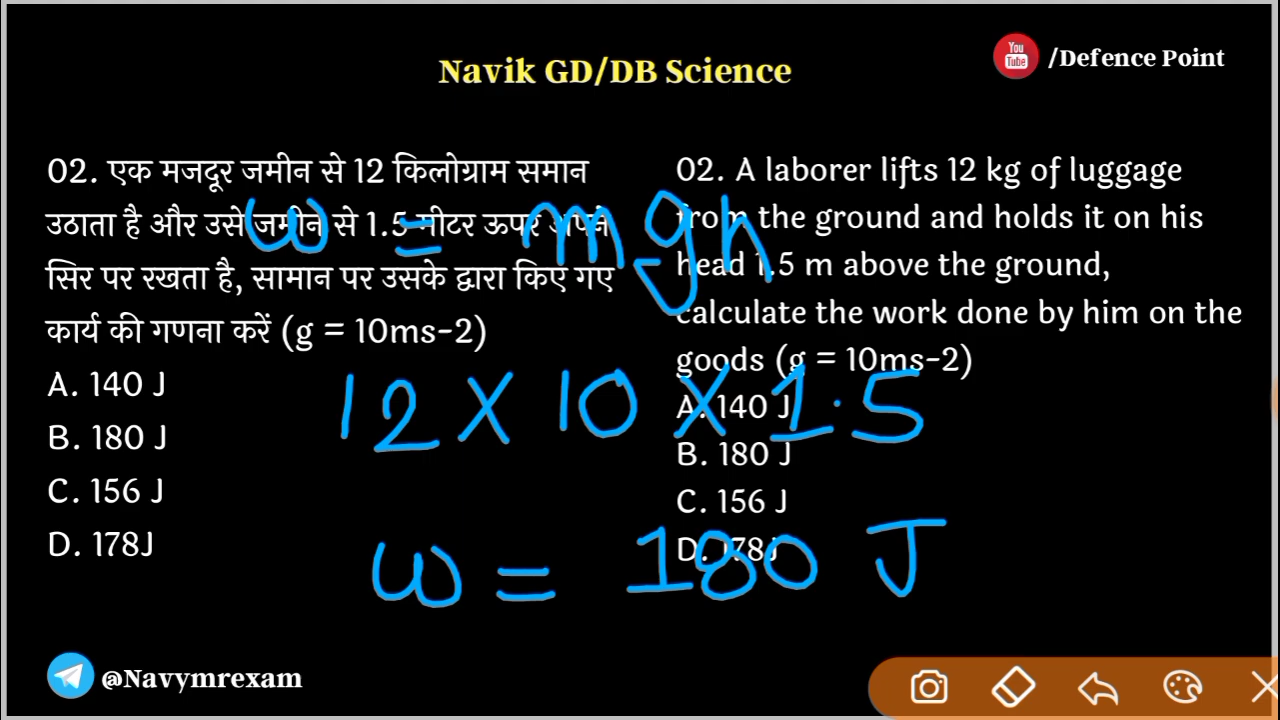 Navik GD/DB Science
You
Tube
/Defence Point
02. एक मजदूर जमीन से 12 किलोग्राम समान
उठाता है और उसे जमीन से 1.5 मीटर ऊपर अपने
सिर पर रखता है, सामान पर उसके द्वारा किए गए
कार्य की गणना करें (g = 10ms-2)
A. 140 J
B. 180 J
C. 156 J
D. 178J
02. A laborer lifts 12 kg of luggage
from the ground and holds it on his
head 1.5 m above the ground,
calculate the work done by him on the
goods (g = 10ms-2)
A. 140 J
B. 180 J
C. 156 J
D. 178J
w = mgh
12 X 10 X 1.5
w = 180 J
@Navymrexam